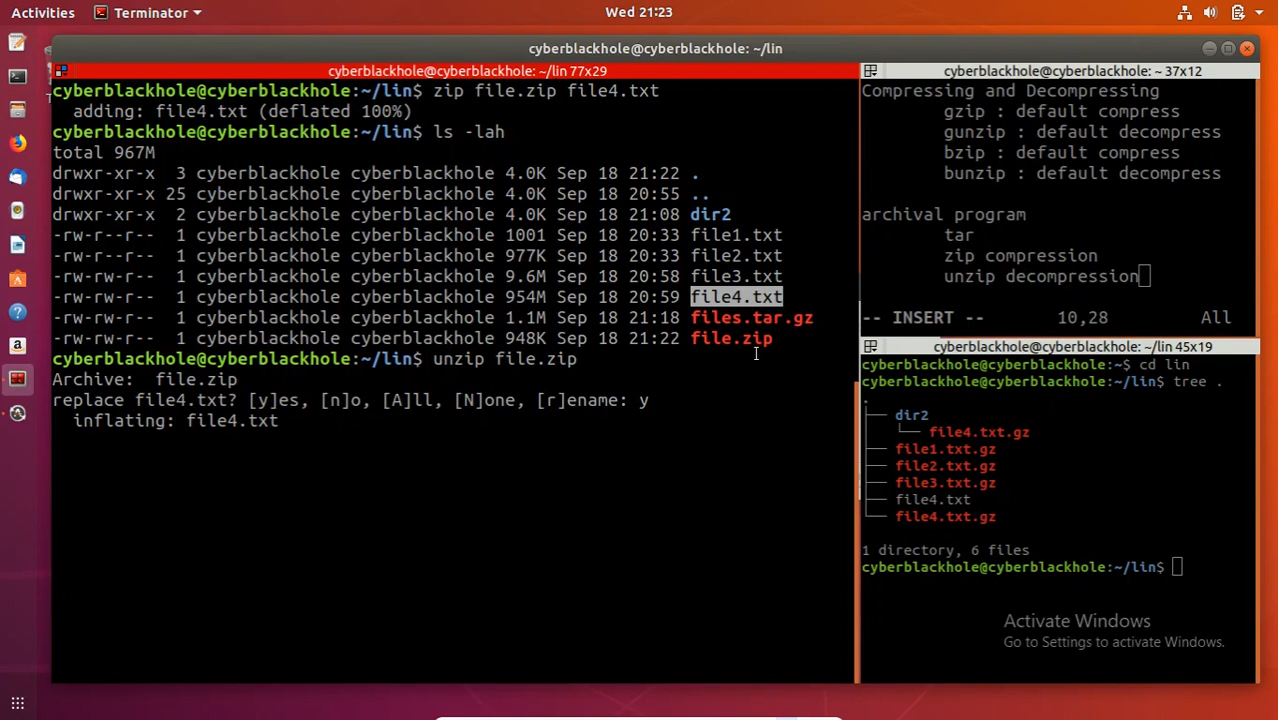 Activities Terminator Wed 21:23
cyberblackhole@cyberblackhole: ~/lin
cyberblackhole@cyberblackhole: ~/lin 77x29
cyberblackhole@cyberblackhole:~/lin$ zip file.zip file4.txt
adding: file4.txt (deflated 100%)
cyberblackhole@cyberblackhole:~/lin$ ls -lah
total 967M
drwxr-xr-x 3 cyberblackhole cyberblackhole 4.0K Sep 18 21:22 .
drwxr-xr-x 25 cyberblackhole cyberblackhole 4.0K Sep 18 20:55 ..
drwxr-xr-x 2 cyberblackhole cyberblackhole 4.0K Sep 18 21:08 dir2
-rw-r--r-- 1 cyberblackhole cyberblackhole 1001 Sep 18 20:33 file1.txt
-rw-r--r-- 1 cyberblackhole cyberblackhole 977K Sep 18 20:33 file2.txt
-rw-r--r-- 1 cyberblackhole cyberblackhole 9.6M Sep 18 20:58 file3.txt
-rw-r--r-- 1 cyberblackhole cyberblackhole 954M Sep 18 20:59 file4.txt
-rw-r--r-- 1 cyberblackhole cyberblackhole 1.1M Sep 18 21:18 files.tar.gz
-rw-r--r-- 1 cyberblackhole cyberblackhole 948K Sep 18 21:22 file.zip
cyberblackhole@cyberblackhole:~/lin$ unzip file.zip
Archive: file.zip
replace file4.txt? [y]es, [n]o, [A]ll, [N]one, [r]ename: y
inflating: file4.txt
cyberblackhole@cyberblackhole: ~ 37x12
Compressing and Decompressing
gzip : default compress
gunzip : default decompress
bzip : default compress
bunzip : default decompress
archival program
tar
zip compression
unzip decompression
-- INSERT -- 10,28 All
cyberblackhole@cyberblackhole: ~/lin 45x19
cyberblackhole@cyberblackhole:~$ cd lin
cyberblackhole@cyberblackhole:~/lin$ tree .
.
├── dir2
│   └── file4.txt.gz
├── file1.txt.gz
├── file2.txt.gz
├── file3.txt.gz
├── file4.txt
└── file4.txt.gz
1 directory, 6 files
cyberblackhole@cyberblackhole:~/lin$
Activate Windows
Go to Settings to activate Windows.